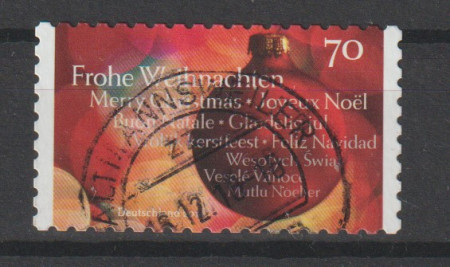 70
Frohe Weihnachten
Merry Christmas · Joyeux Noël
Buon Natale · Glædelig jul
Kerstfeest · Feliz Navidad
Wesołych Świąt
Veselé Vánoce
Mutlu Noeller
Deutschland